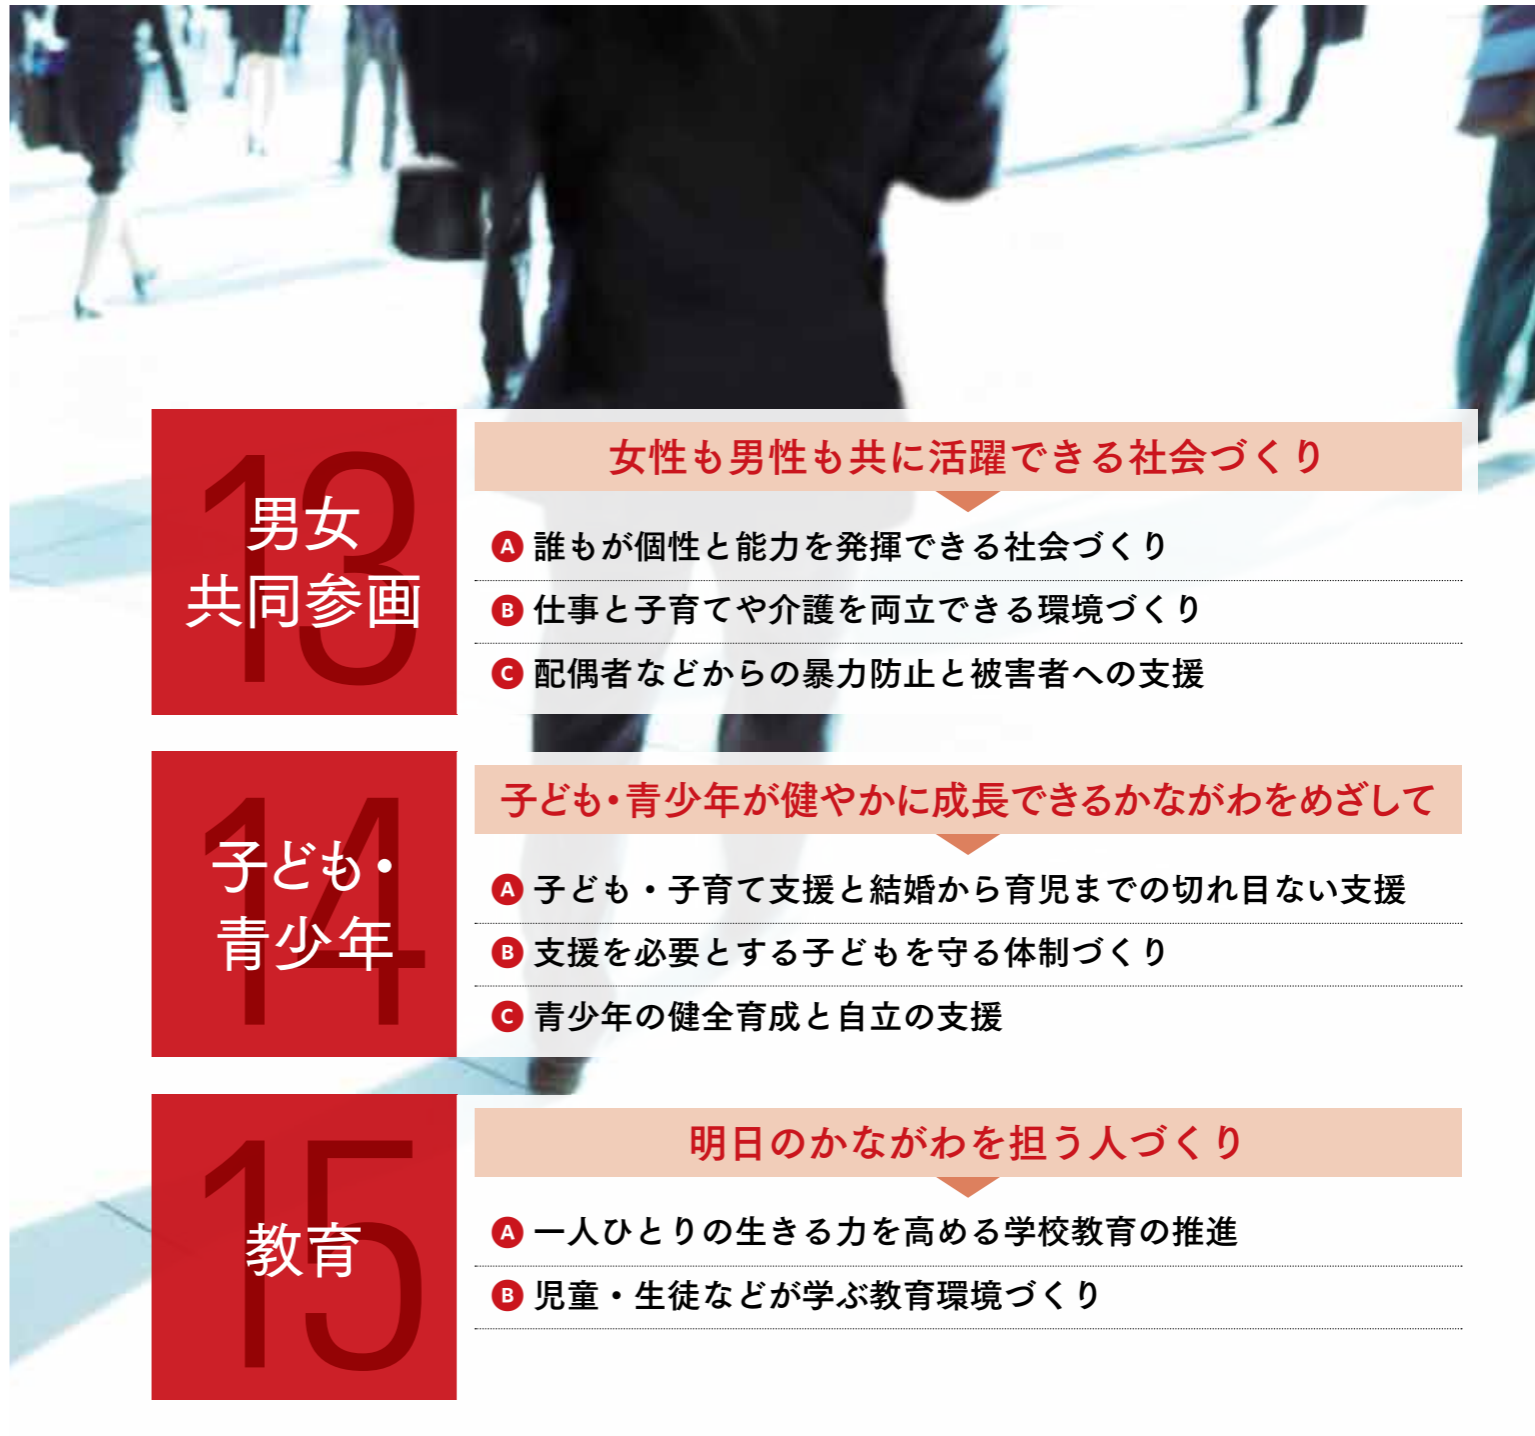 13
男女
共同参画
女性も男性も共に活躍できる社会づくり
A 誰もが個性と能力を発揮できる社会づくり
B 仕事と子育てや介護を両立できる環境づくり
C 配偶者などからの暴力防止と被害者への支援
14
子ども・
青少年
子ども・青少年が健やかに成長できるかながわをめざして
A 子ども・子育て支援と結婚から育児までの切れ目ない支援
B 支援を必要とする子どもを守る体制づくり
C 青少年の健全育成と自立の支援
15
教育
明日のかながわを担う人づくり
A 一人ひとりの生きる力を高める学校教育の推進
B 児童・生徒などが学ぶ教育環境づくり